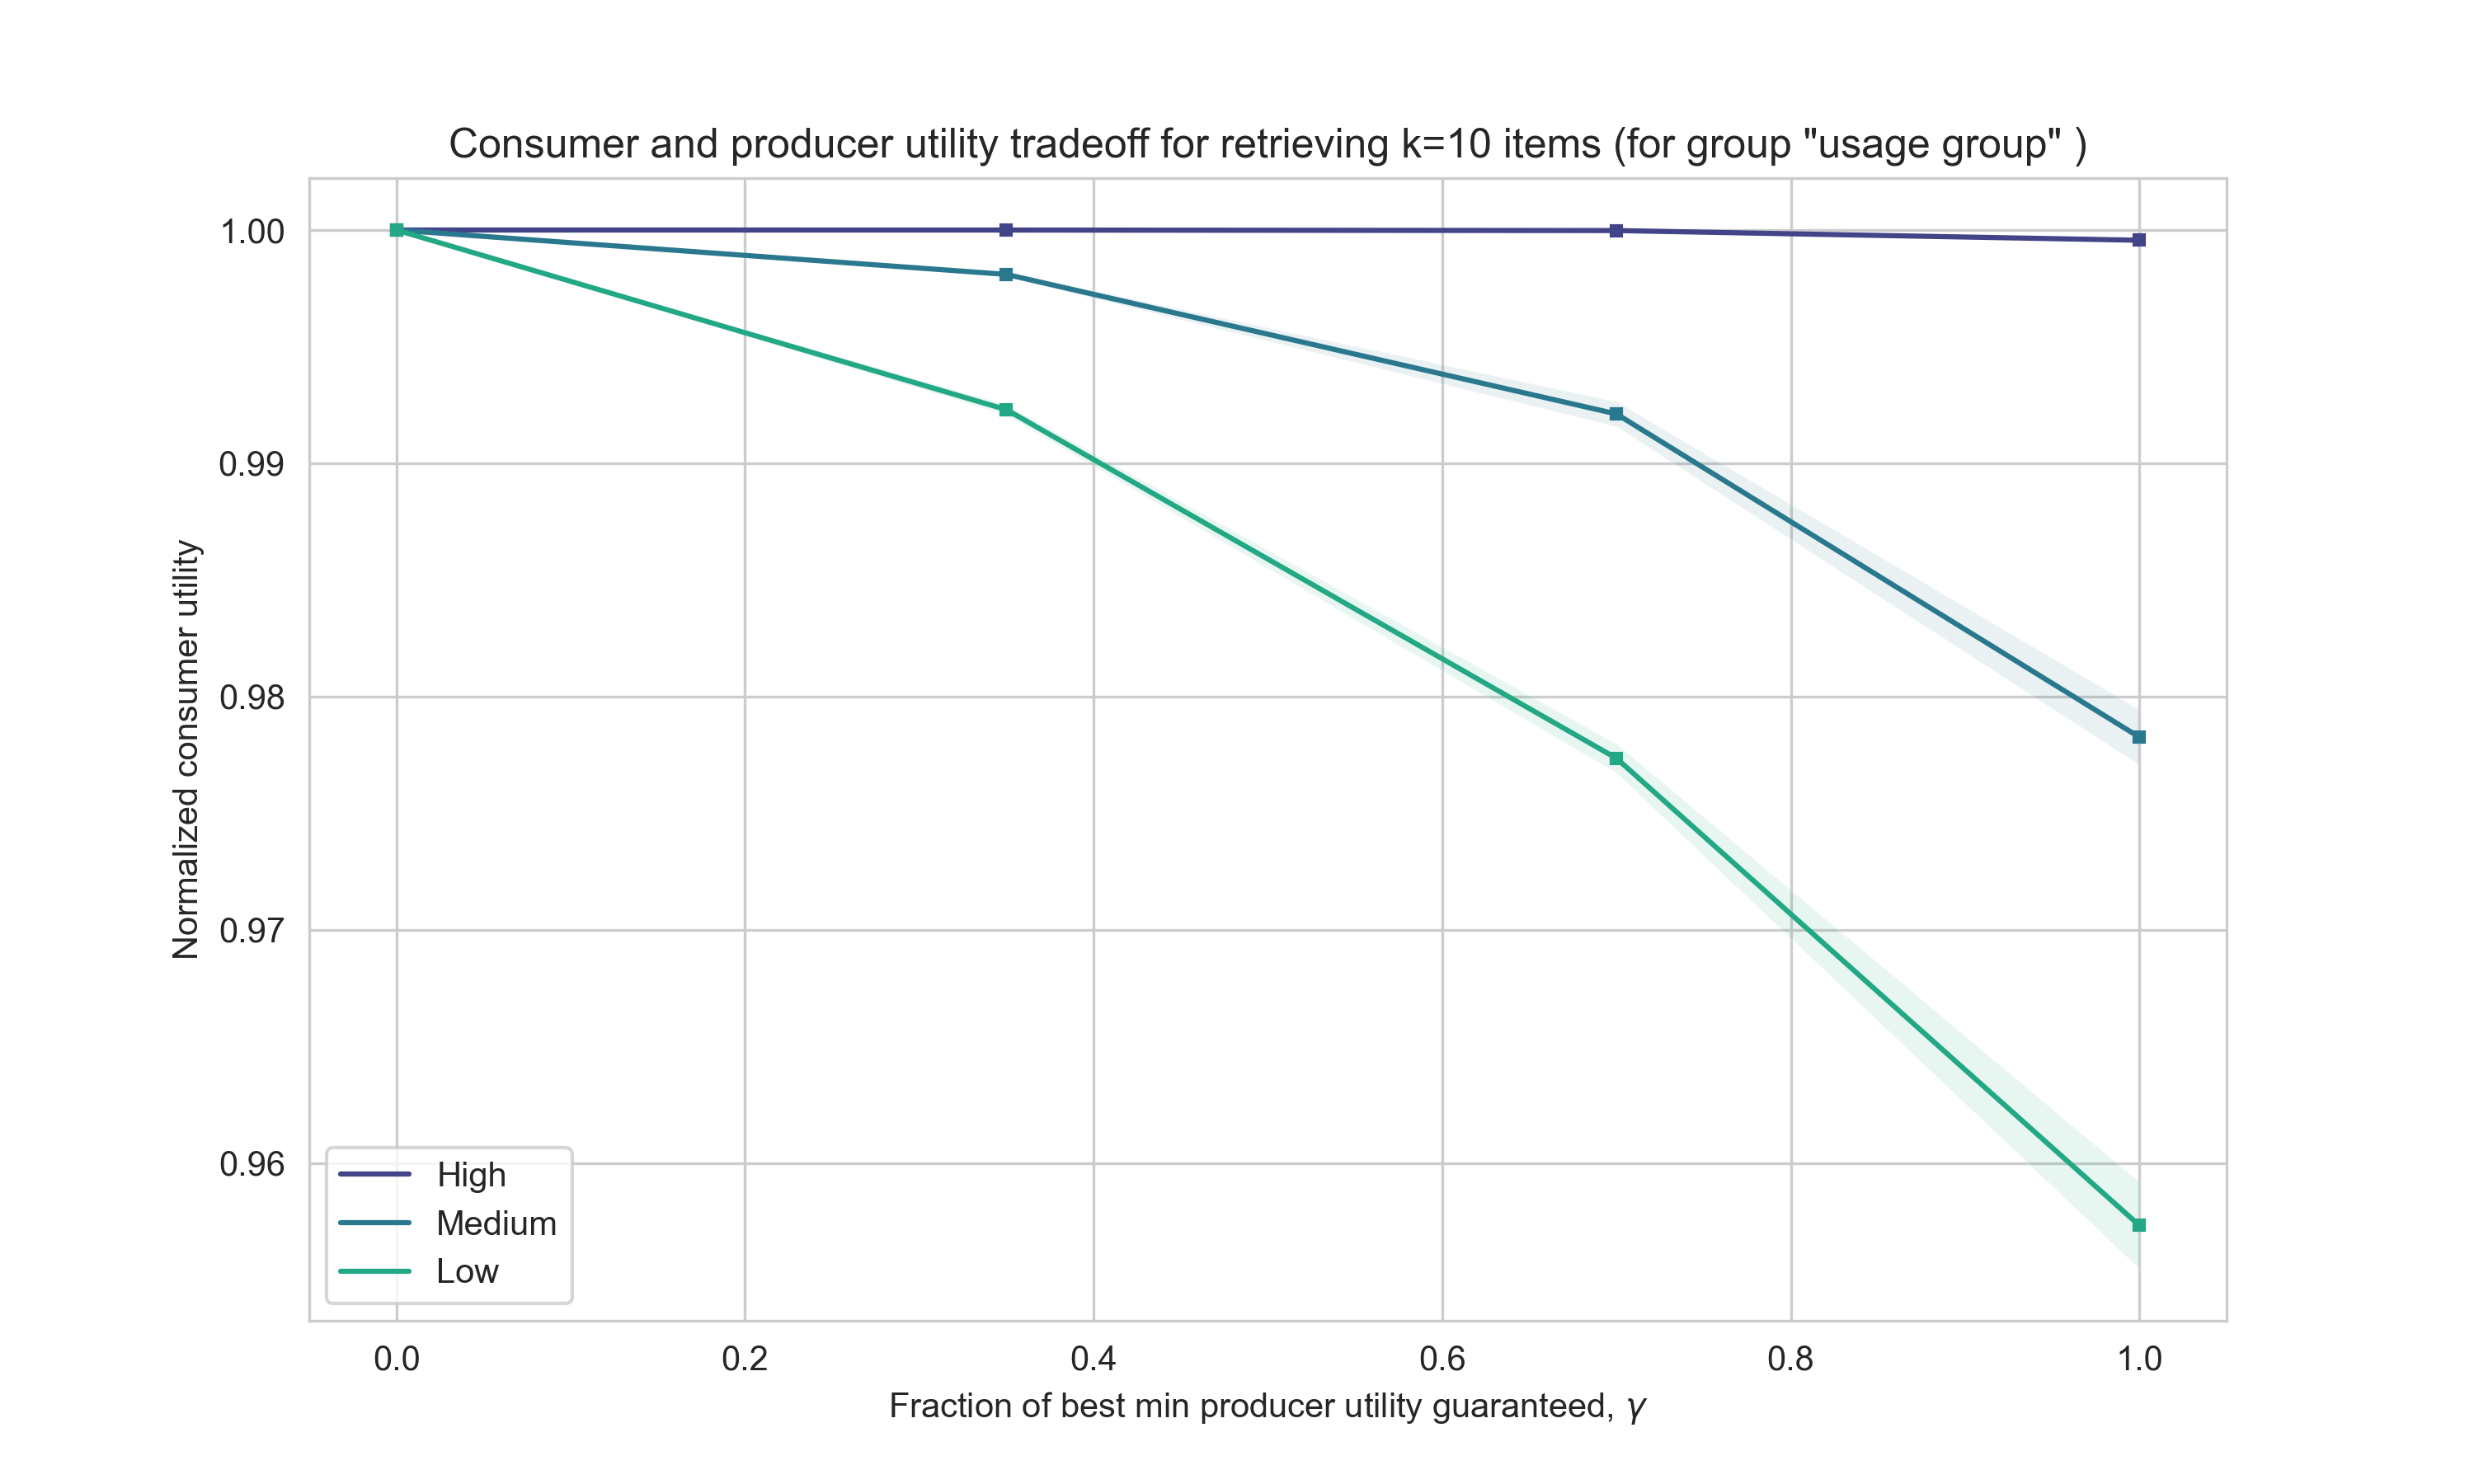 Consumer and producer utility tradeoff for retrieving k=10 items (for group "usage group" )
1.00
0.99
0.98
0.97
0.96
Normalized consumer utility
High
Medium
Low
0.0 0.2 0.4 0.6 0.8 1.0
Fraction of best min producer utility guaranteed, γ